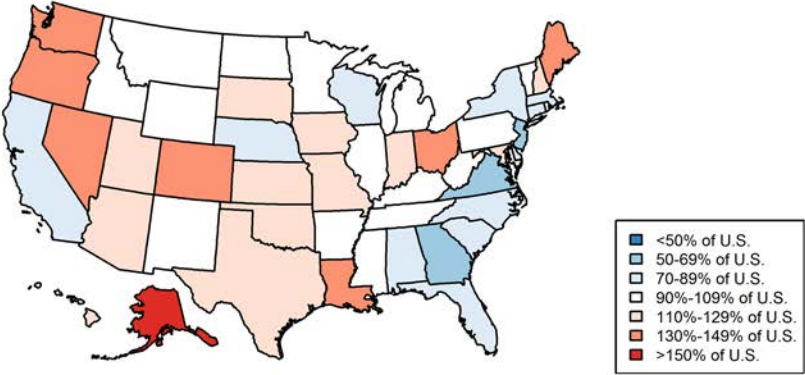 <50% of U.S.
50-69% of U.S.
70-89% of U.S.
90%-109% of U.S.
110%-129% of U.S.
130%-149% of U.S.
>150% of U.S.